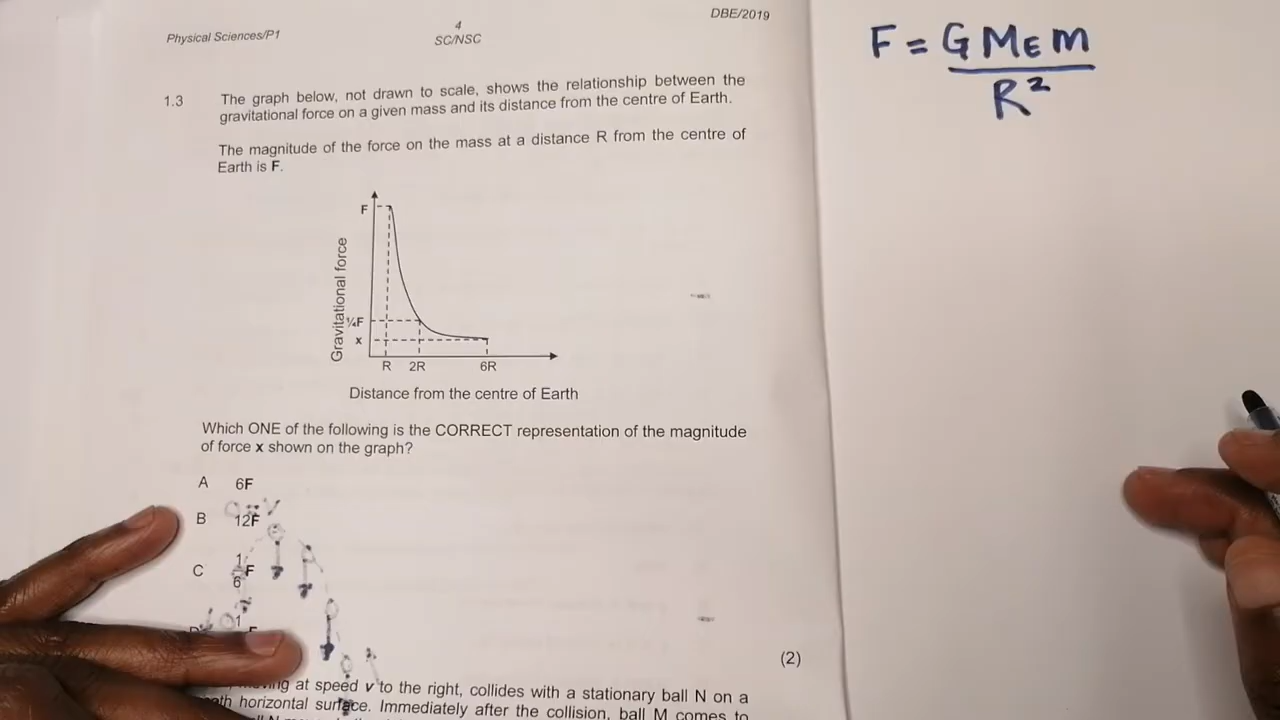 Physical Sciences/P1
4
SC/NSC
DBE/2019
1.3 The graph below, not drawn to scale, shows the relationship between the
gravitational force on a given mass and its distance from the centre of Earth.
The magnitude of the force on the mass at a distance R from the centre of
Earth is F.
F
Gravitational force
¼F
x
R 2R 6R
Distance from the centre of Earth
Which ONE of the following is the CORRECT representation of the magnitude
of force x shown on the graph?
A 6F
B 12F
C 1/6 F
1
F
(2)
at speed v to the right, collides with a stationary ball N on a
horizontal surface. Immediately after the collision, ball M comes to
F = G ME m
R²